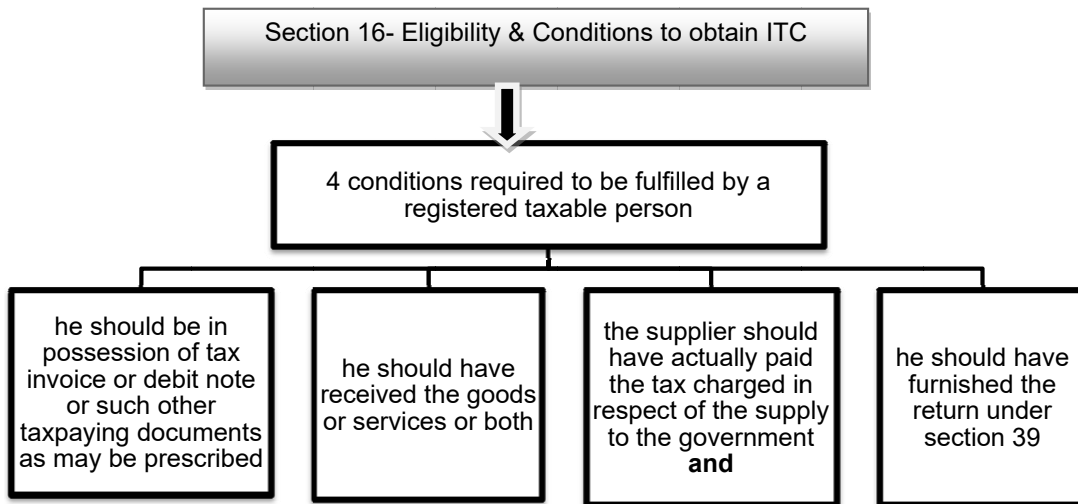 Section 16- Eligibility & Conditions to obtain ITC
4 conditions required to be fulfilled by a
registered taxable person
he should be in
possession of tax
invoice or debit note
or such other
taxpaying documents
as may be prescribed
he should have
received the goods
or services or both
the supplier should
have actually paid
the tax charged in
respect of the supply
to the government
and
he should have
furnished the
return under
section 39